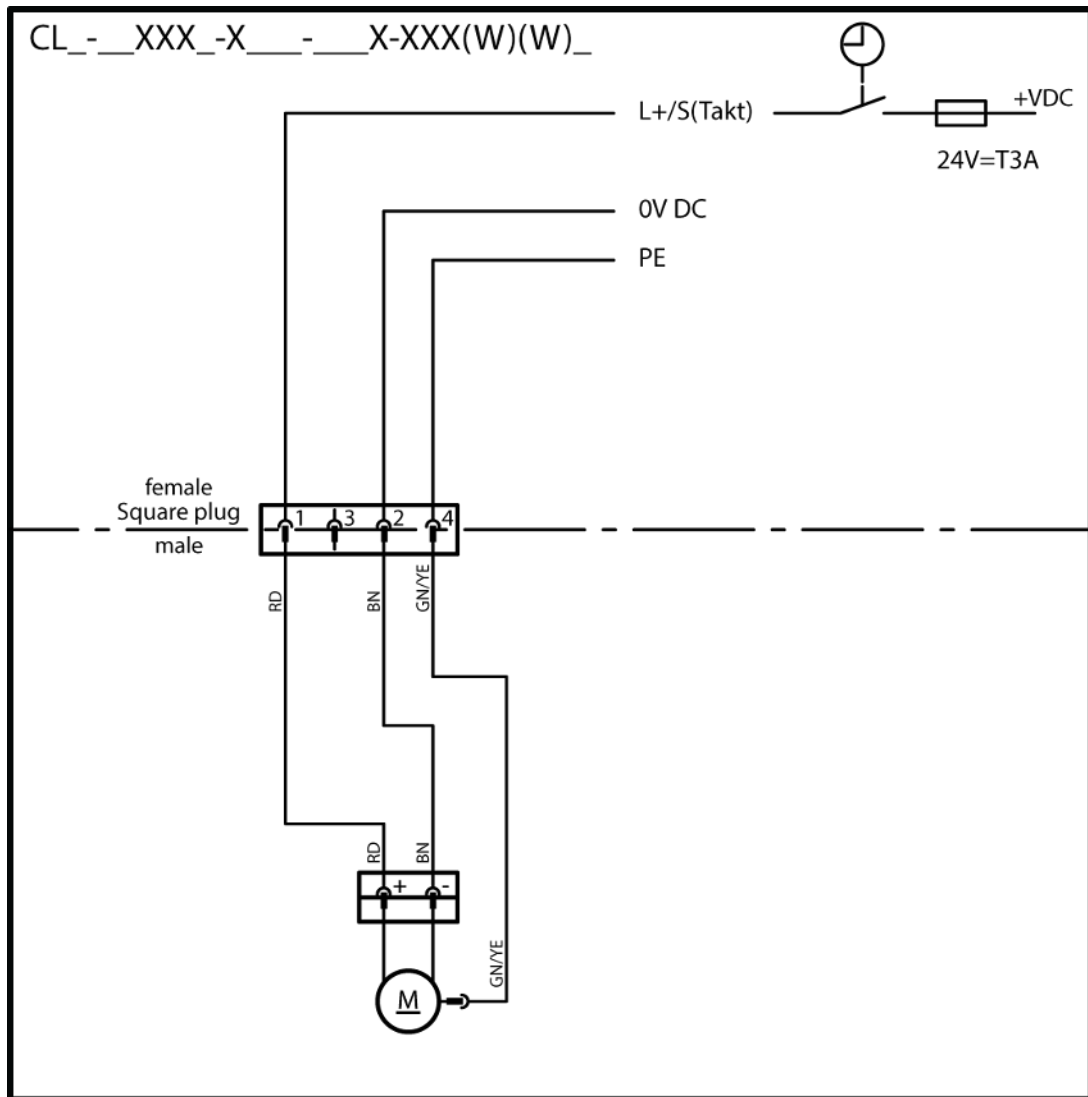 CL_-__XXX_-X___-___X-XXX(W)(W)_
L+/S(Takt)
+VDC
24V=T3A
0V DC
PE
female
Square plug
male
1 3 2 4
RD
BN
GN/YE
RD
BN
+ -
GN/YE
M